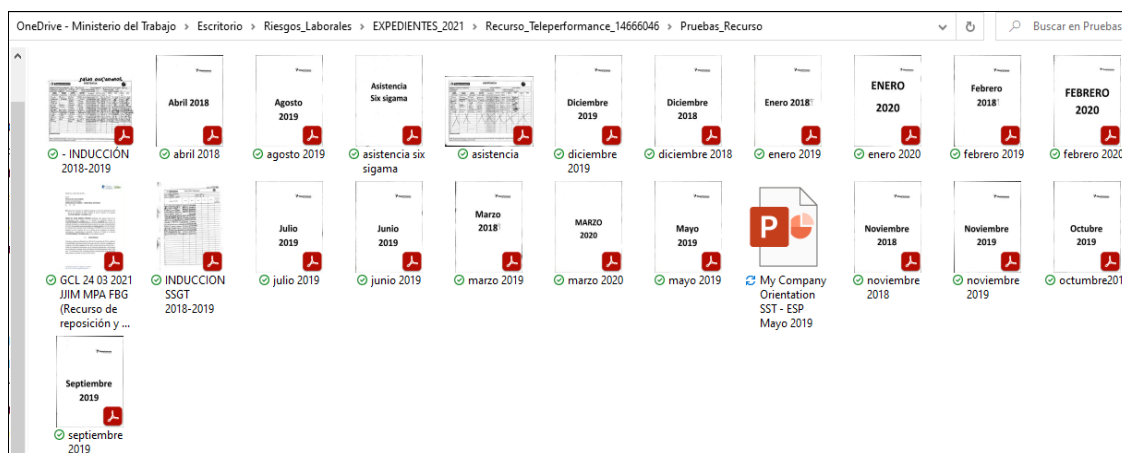 OneDrive - Ministerio del Trabajo > Escritorio > Riesgos_Laborales > EXPEDIENTES_2021 > Recurso_Teleperformance_14666046 > Pruebas_Recurso
Buscar en Pruebas
Abril 2018
Agosto
2019
Asistencia
Six sigama
Diciembre
2019
Diciembre
2018
Enero 2018
ENERO
2020
Febrero
2018
FEBRERO
2020
- INDUCCIÓN
2018-2019
abril 2018
agosto 2019
asistencia six
sigama
asistencia
diciembre
2019
diciembre 2018
enero 2019
enero 2020
febrero 2019
febrero 2020
Julio
2019
Junio
2019
Marzo
2018
MARZO
2020
Mayo
2019
P
Noviembre
2018
Noviembre
2019
Octubre
2019
GCL 24 03 2021
JJIM MPA FBG
(Recurso de
reposición y ...
INDUCCION
SSGT
2018-2019
julio 2019
junio 2019
marzo 2019
marzo 2020
mayo 2019
My Company
Orientation
SST - ESP
Mayo 2019
noviembre
2018
noviembre
2019
octubre201
Septiembre
2019
septiembre
2019